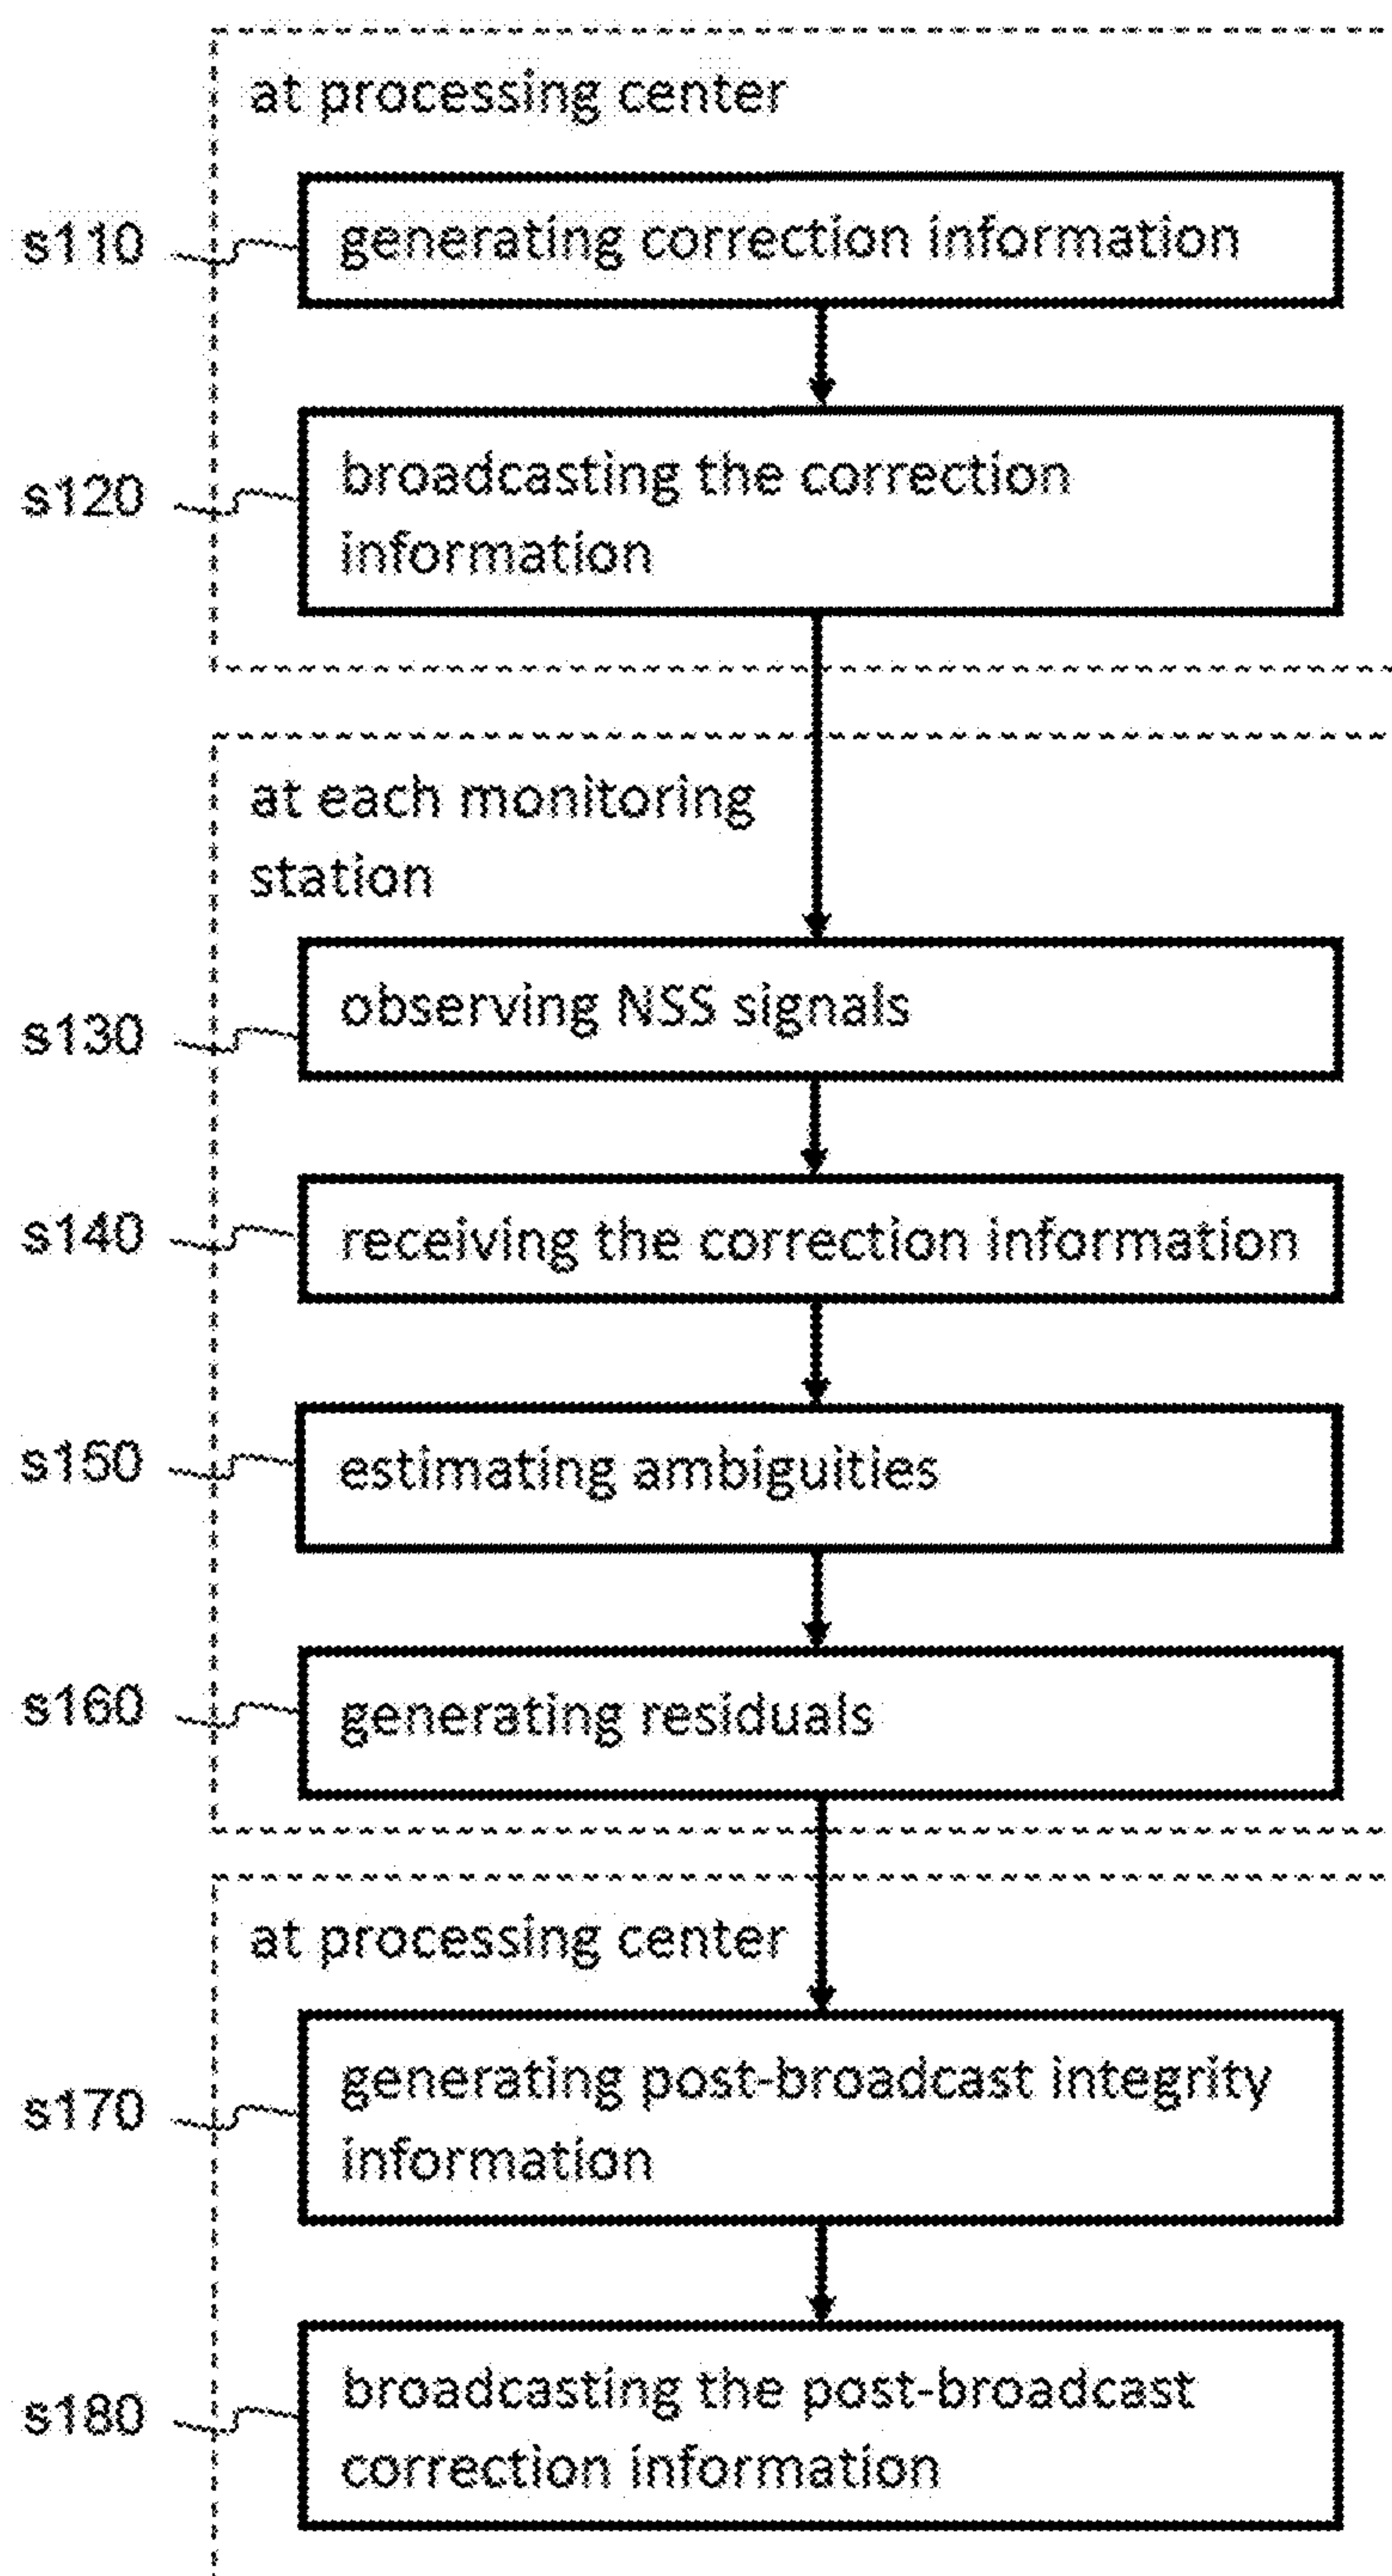 at processing center
s110
generating correction information
s120
broadcasting the correction
information
at each monitoring
station
s130
observing NSS signals
s140
receiving the correction information
s150
estimating ambiguities
s160
generating residuals
at processing center
s170
generating post-broadcast integrity
information
s180
broadcasting the post-broadcast
correction information